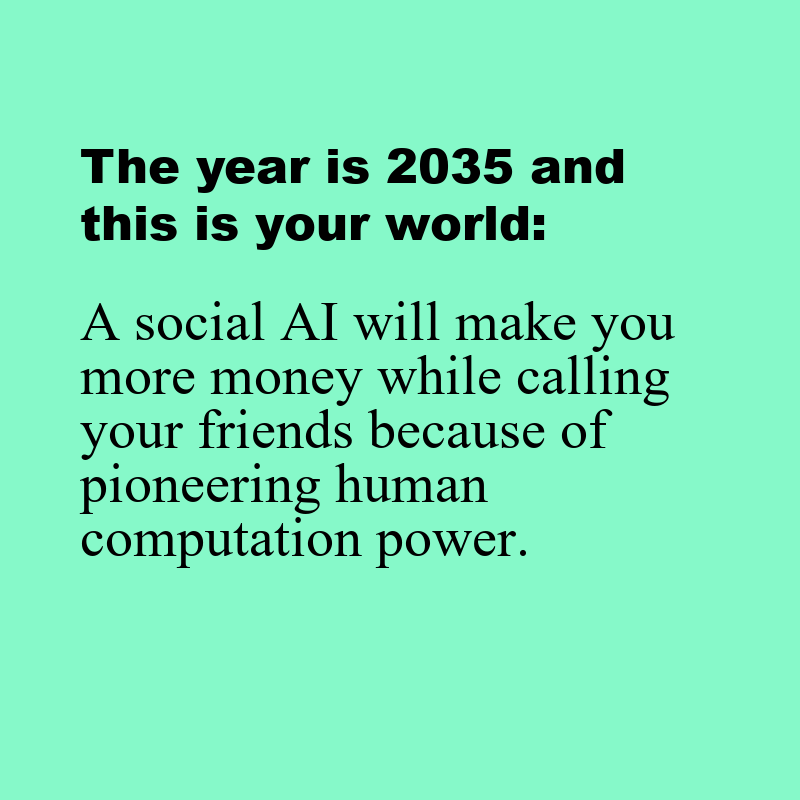 The year is 2035 and
this is your world:
A social AI will make you
more money while calling
your friends because of
pioneering human
computation power.